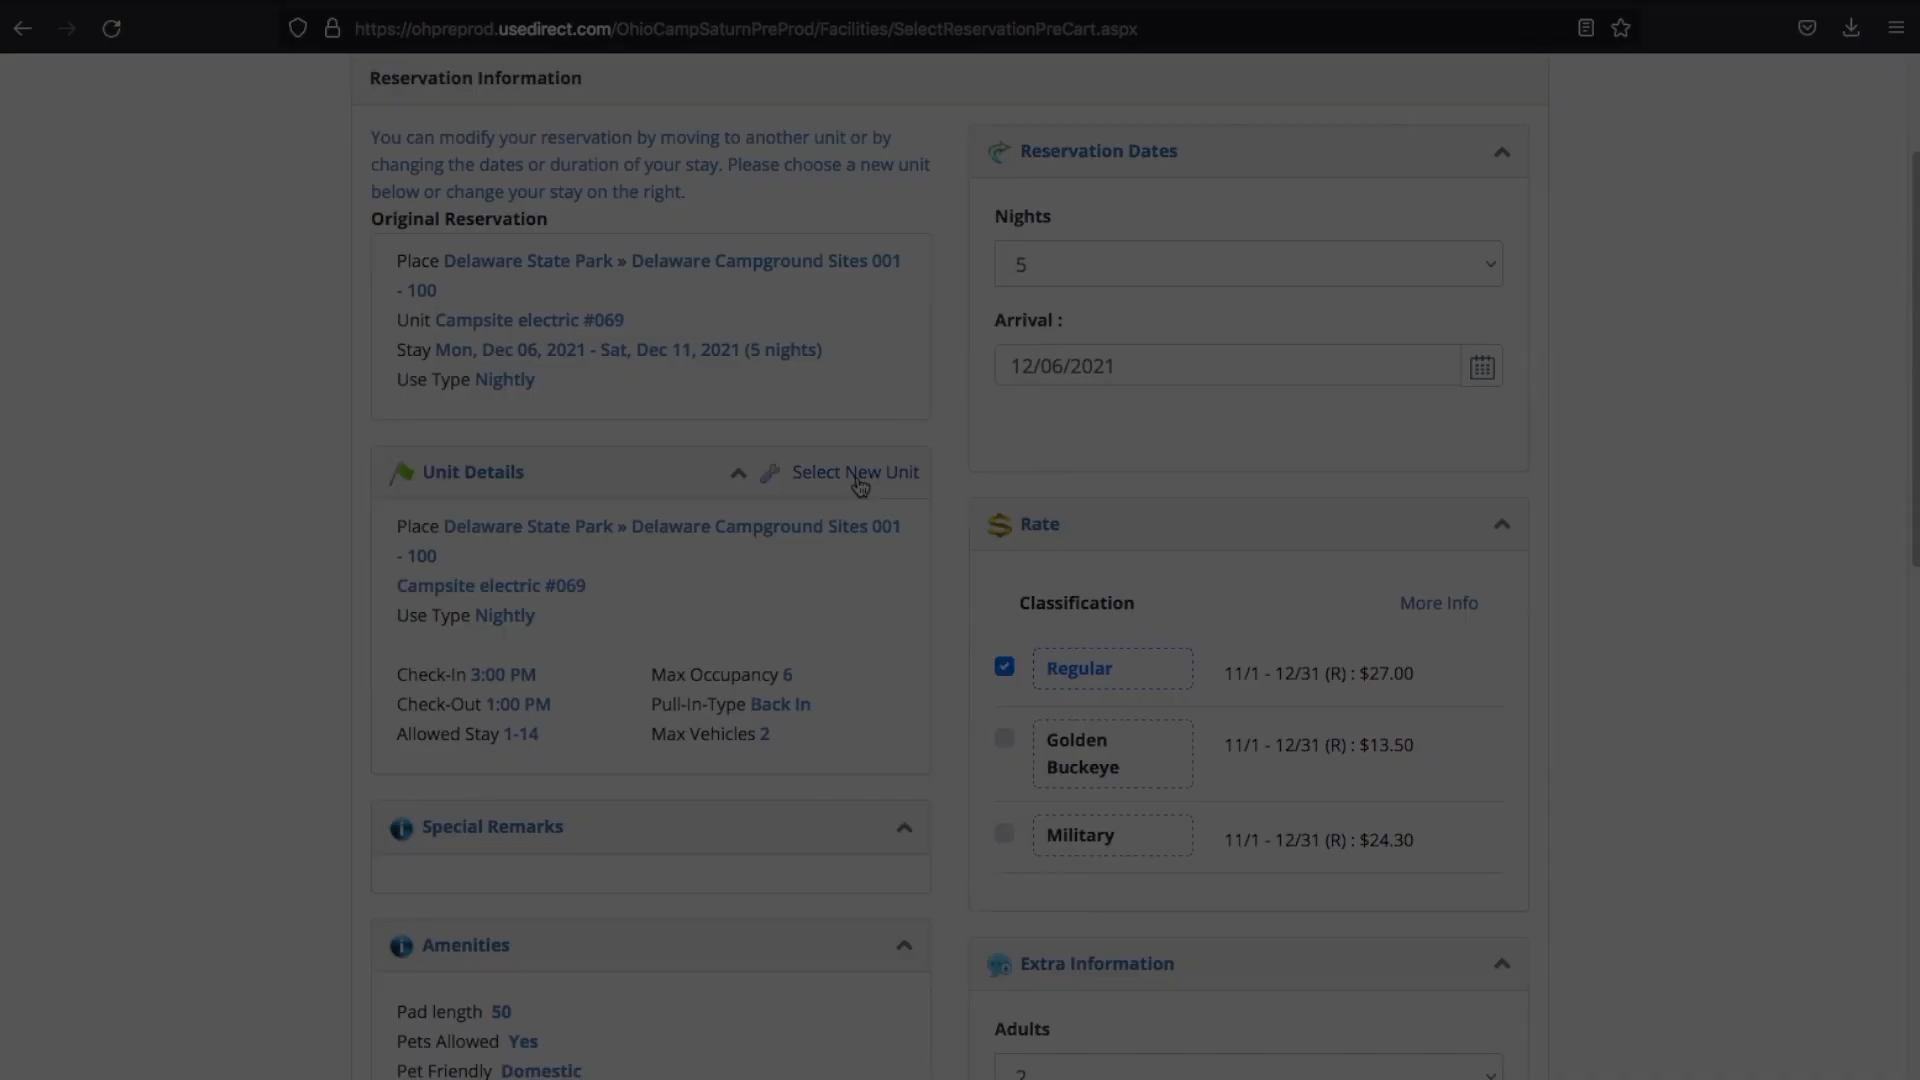 https://ohpreprod.usedirect.com/OhioCampSaturnPreProd/Facilities/SelectReservationPreCart.aspx
Reservation Information
You can modify your reservation by moving to another unit or by
changing the dates or duration of your stay. Please choose a new unit
below or change your stay on the right.
Original Reservation
Place Delaware State Park » Delaware Campground Sites 001
- 100
Unit Campsite electric #069
Stay Mon, Dec 06, 2021 - Sat, Dec 11, 2021 (5 nights)
Use Type Nightly
Unit Details
Select New Unit
Place Delaware State Park » Delaware Campground Sites 001
- 100
Campsite electric #069
Use Type Nightly
Check-In 3:00 PM
Max Occupancy 6
Check-Out 1:00 PM
Pull-In-Type Back In
Allowed Stay 1-14
Max Vehicles 2
Special Remarks
Amenities
Pad length 50
Pets Allowed Yes
Pet Friendly Domestic
Reservation Dates
Nights
5
Arrival :
12/06/2021
Rate
Classification
More Info
Regular
11/1 - 12/31 (R) : $27.00
Golden
Buckeye
11/1 - 12/31 (R) : $13.50
Military
11/1 - 12/31 (R) : $24.30
Extra Information
Adults
2